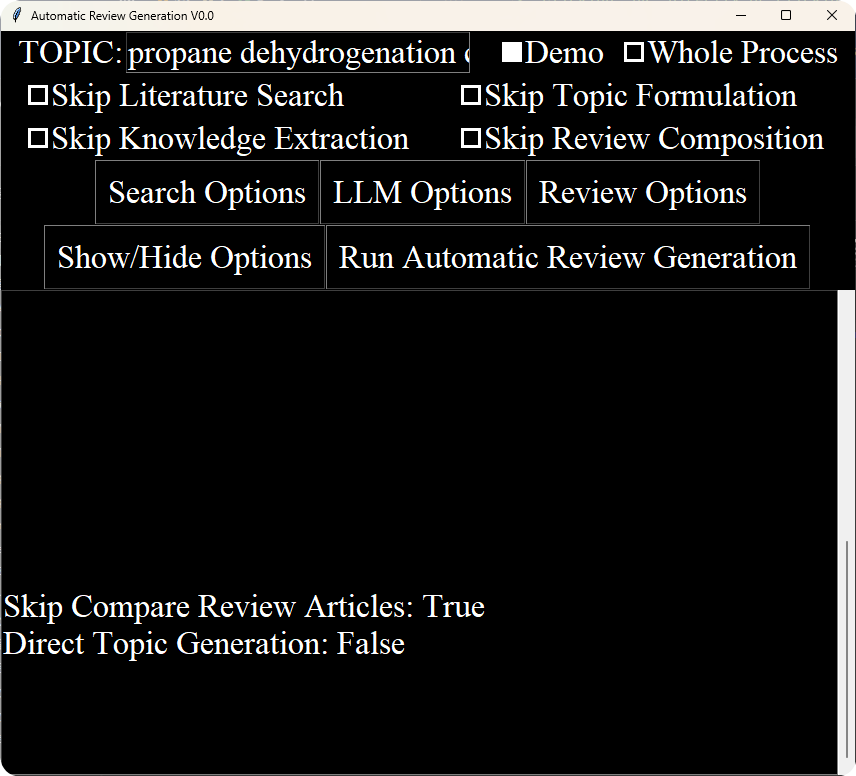 Automatic Review Generation V0.0
TOPIC: propane dehydrogenation Demo Whole Process
Skip Literature Search Skip Topic Formulation
Skip Knowledge Extraction Skip Review Composition
Search Options LLM Options Review Options
Show/Hide Options Run Automatic Review Generation
Skip Compare Review Articles: True
Direct Topic Generation: False